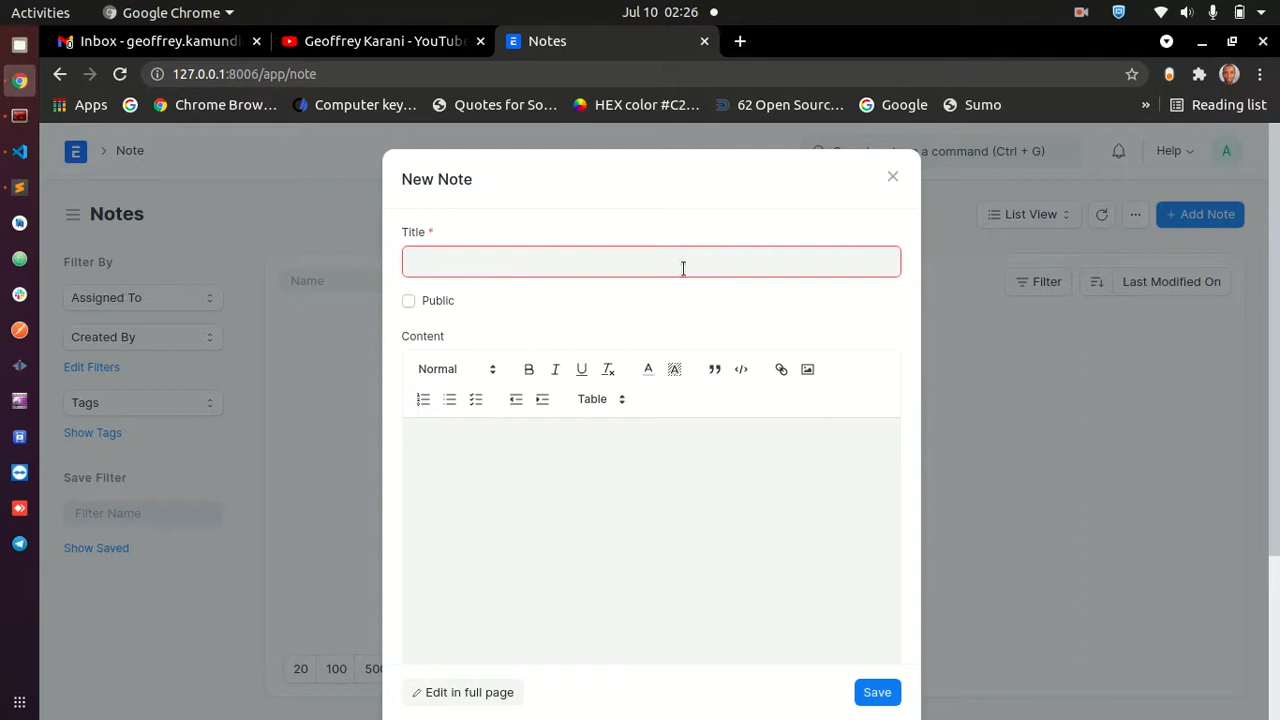 Activities Google Chrome Jul 10 02:26
Inbox - geoffrey.kamundi Geoffrey Karani - YouTube Notes
127.0.0.1:8006/app/note
Apps Chrome Brow... Computer key... Quotes for So... HEX color #C2... 62 Open Sourc... Google Sumo » Reading list
E Note a command (Ctrl + G) Help A
New Note
Notes List View + Add Note
Title *
Filter By
Name Filter Last Modified On
Assigned To
Public
Created By
Content
Edit Filters
Normal B I U A A
Table
Tags
Show Tags
Save Filter
Filter Name
Show Saved
20 100 500
Edit in full page Save